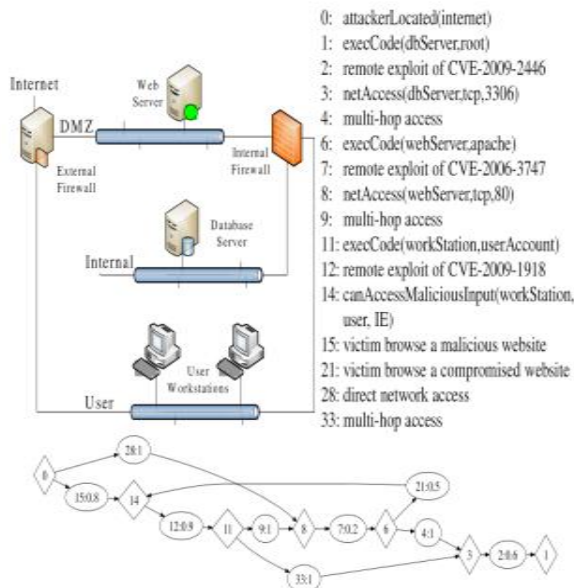 Internet
Web
Server
DMZ
External
Firewall
Internal
Firewall
Database
Server
Internal
User
Workstations
User
0: attackerLocated(internet)
1: execCode(dbServer,root)
2: remote exploit of CVE-2009-2446
3: netAccess(dbServer,tcp,3306)
4: multi-hop access
6: execCode(webServer,apache)
7: remote exploit of CVE-2006-3747
8: netAccess(webServer,tcp,80)
9: multi-hop access
11: execCode(workStation,userAccount)
12: remote exploit of CVE-2009-1918
14: canAccessMaliciousInput(workStation,
user, IE)
15: victim browse a malicious website
21: victim browse a compromised website
28: direct network access
33: multi-hop access
28:1
0
21:0.5
15:0.8
14
12:0.9
11
9:1
8
7:0.2
6
4:1
3
2:0.6
1
33:1